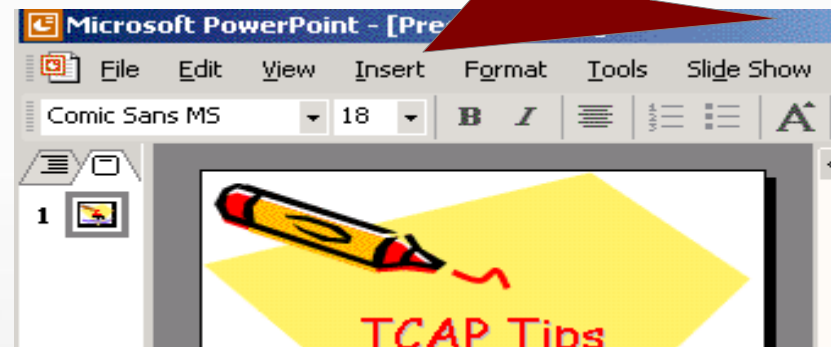 Microsoft PowerPoint - [Pre
File Edit View Insert Format Tools Slide Show
Comic Sans MS 18 B I A
1
TCAP Tips